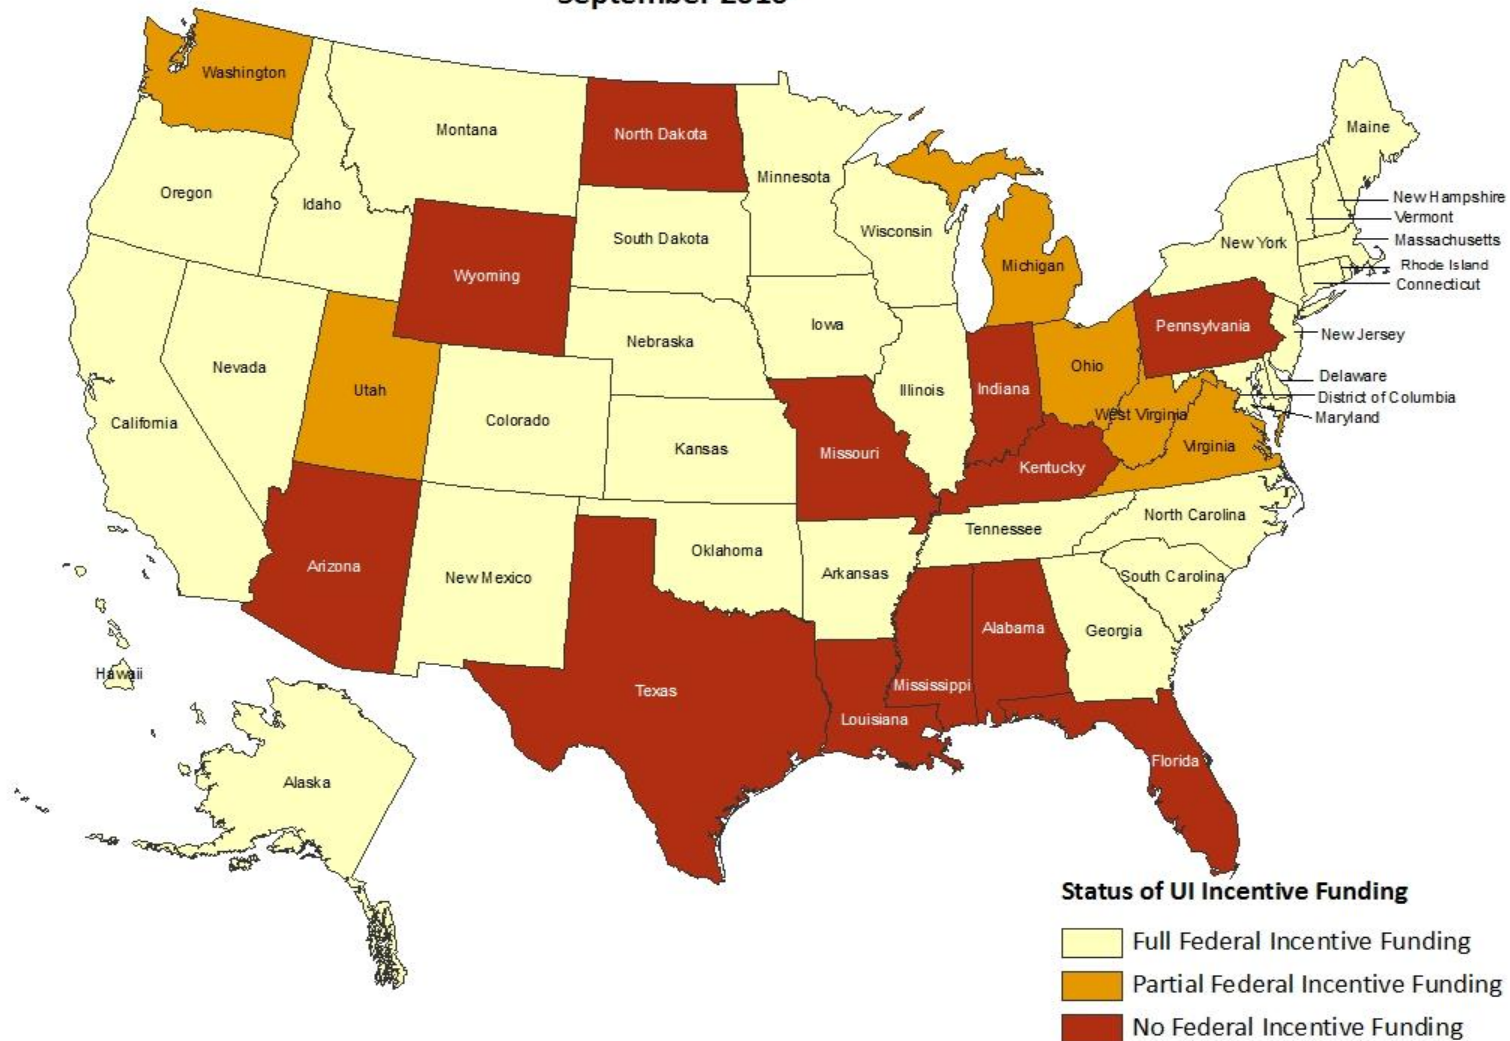 September 2010
Washington
Montana
North Dakota
Minnesota
Maine
Oregon
Idaho
South Dakota
Wisconsin
Michigan
New York
New Hampshire
Vermont
Massachusetts
Rhode Island
Connecticut
Wyoming
Iowa
Nebraska
Pennsylvania
New Jersey
Nevada
Utah
Colorado
Illinois
Indiana
Ohio
Delaware
District of Columbia
Maryland
California
Kansas
Missouri
West Virginia
Virginia
Kentucky
Arizona
New Mexico
Oklahoma
Arkansas
Tennessee
North Carolina
South Carolina
Hawaii
Texas
Louisiana
Mississippi
Alabama
Georgia
Florida
Alaska
Status of UI Incentive Funding
Full Federal Incentive Funding
Partial Federal Incentive Funding
No Federal Incentive Funding